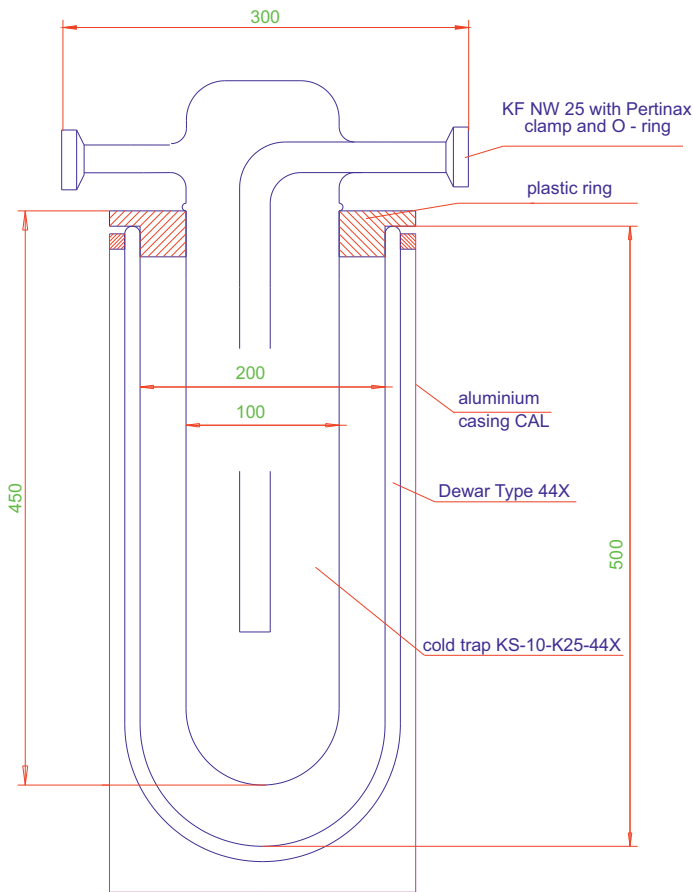 300
KF NW 25 with Pertinax
clamp and O - ring
plastic ring
200
aluminium
casing CAL
100
450
Dewar Type 44X
500
cold trap KS-10-K25-44X